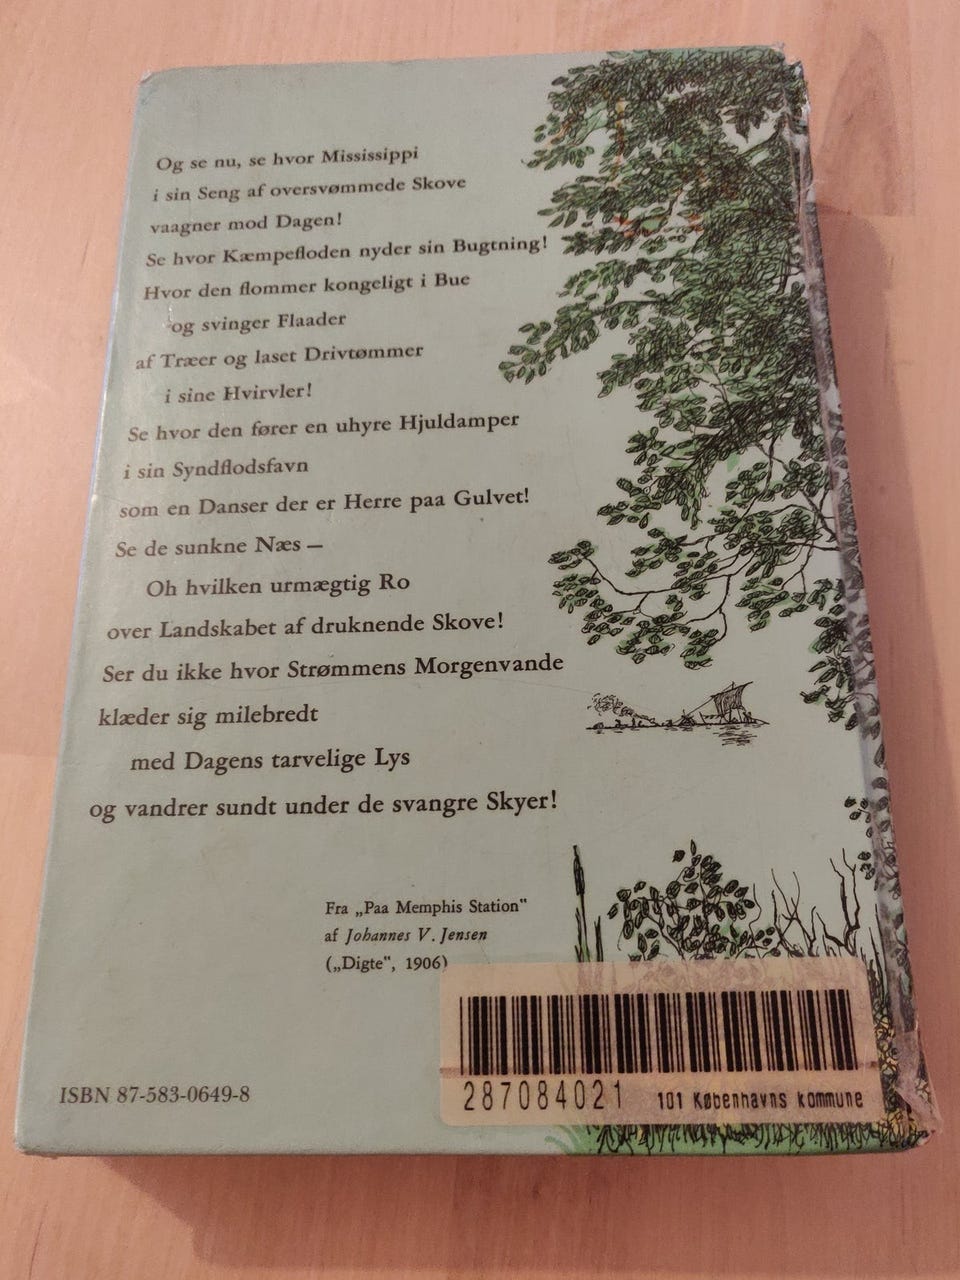 Og se nu, se hvor Mississippi
i sin Seng af oversvømmede Skove
vaagner mod Dagen!
Se hvor Kæmpefloden nyder sin Bugtning!
Hvor den flommer kongeligt i Bue
og svinger Flaader
af Træer og laset Drivtømmer
i sine Hvirvler!
Se hvor den fører en uhyre Hjuldamper
i sin Syndflodsfavn
som en Danser der er Herre paa Gulvet!
Se de sunkne Næs –
Oh hvilken urmægtig Ro
over Landskabet af druknende Skove!
Ser du ikke hvor Strømmens Morgenvande
klæder sig milebredt
med Dagens tarvelige Lys
og vandrer sundt under de svangre Skyer!
Fra „Paa Memphis Station"
af Johannes V. Jensen
(„Digte", 1906)
ISBN 87-583-0649-8
287084021 101 Københavns kommune